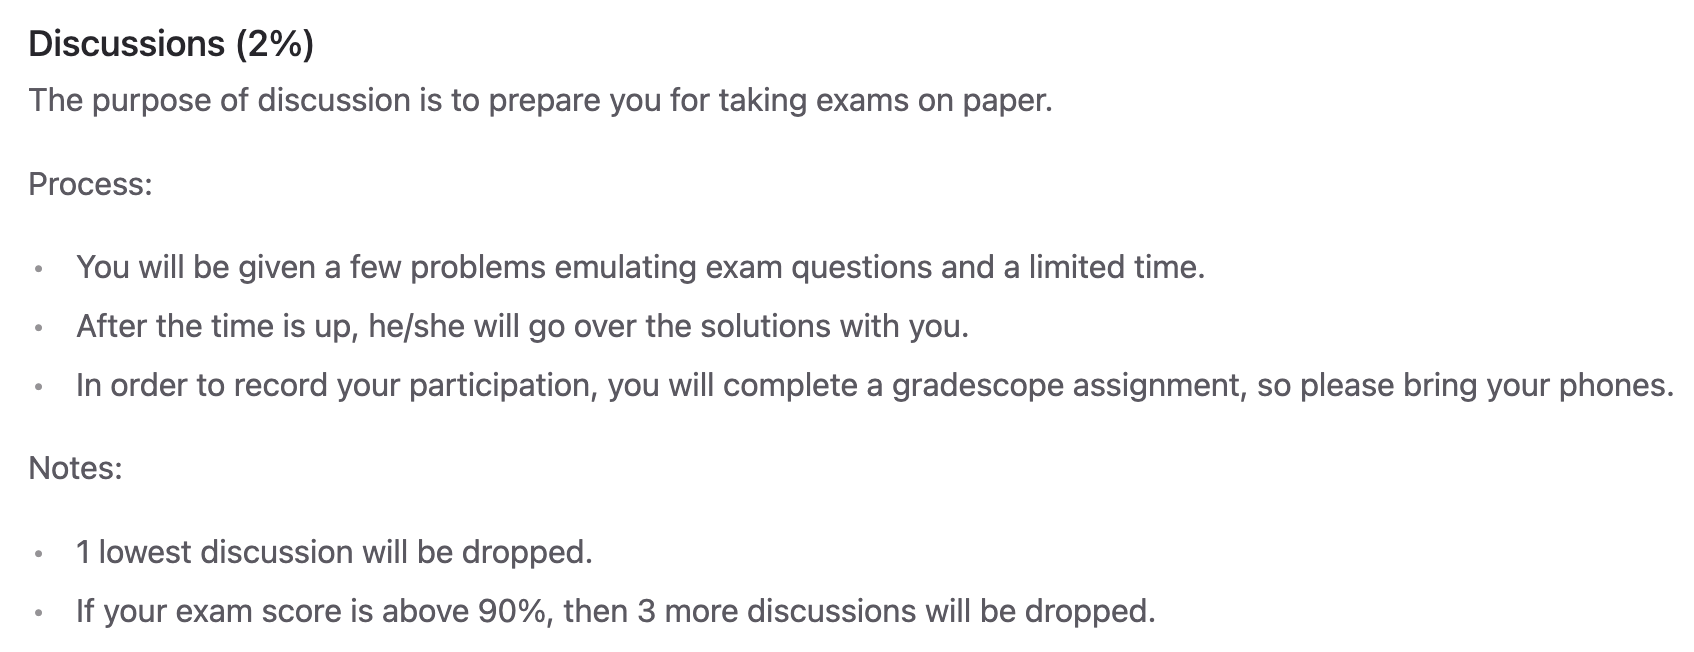 Discussions (2%)
The purpose of discussion is to prepare you for taking exams on paper.
Process:
• You will be given a few problems emulating exam questions and a limited time.
• After the time is up, he/she will go over the solutions with you.
• In order to record your participation, you will complete a gradescope assignment, so please bring your phones.
Notes:
• 1 lowest discussion will be dropped.
• If your exam score is above 90%, then 3 more discussions will be dropped.